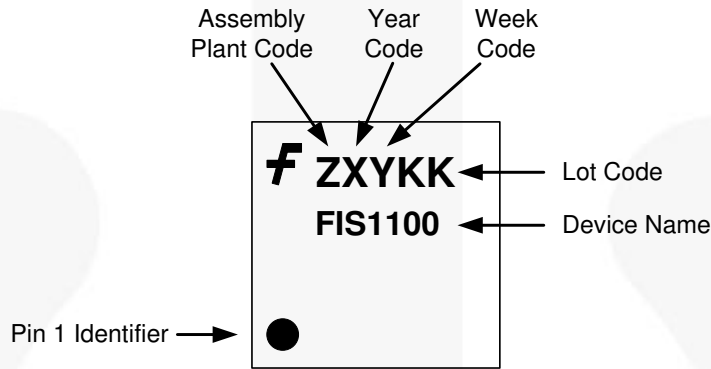 Assembly Plant Code
Year Code
Week Code
ZXYKK
Lot Code
FIS1100
Device Name
Pin 1 Identifier